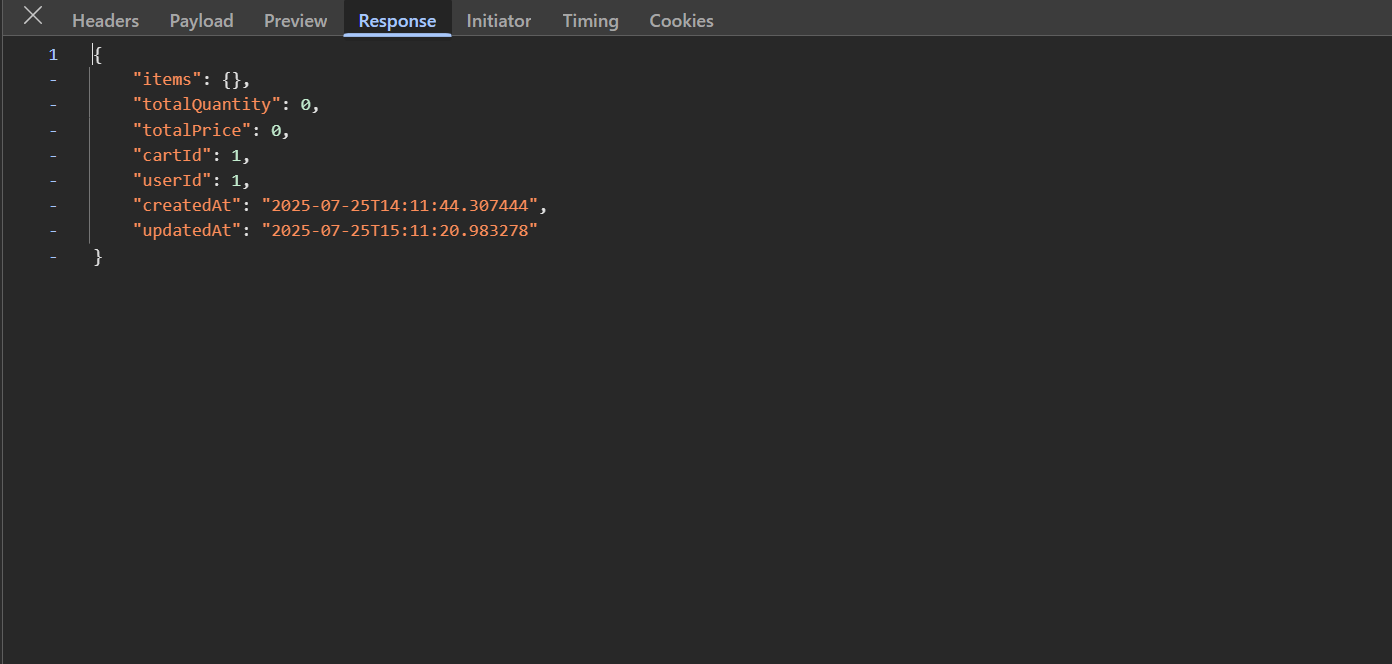 Headers Payload Preview Response Initiator Timing Cookies
1 {
- "items": {},
- "totalQuantity": 0,
- "totalPrice": 0,
- "cartId": 1,
- "userId": 1,
- "createdAt": "2025-07-25T14:11:44.307444",
- "updatedAt": "2025-07-25T15:11:20.983278"
- }